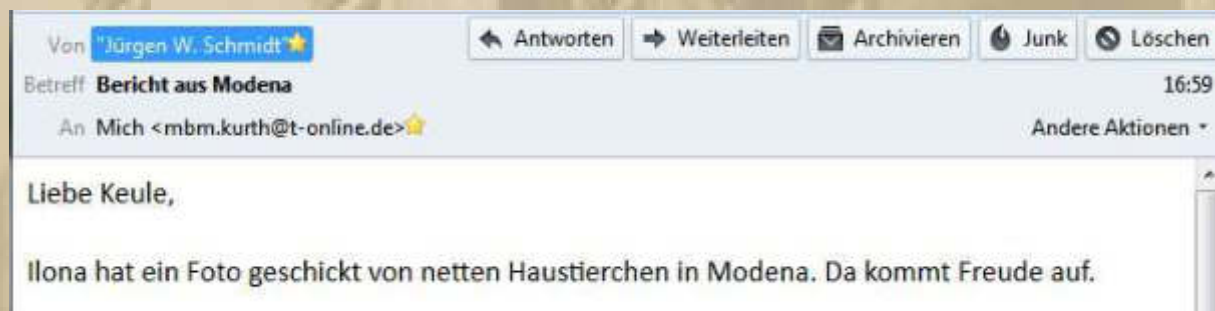 Von "Jürgen W. Schmidt" Antworten Weiterleiten Archivieren Junk Löschen
Betreff Bericht aus Modena 16:59
An Mich <mbm.kurth@t-online.de> Andere Aktionen
Liebe Keule,
Ilona hat ein Foto geschickt von netten Haustierchen in Modena. Da kommt Freude auf.